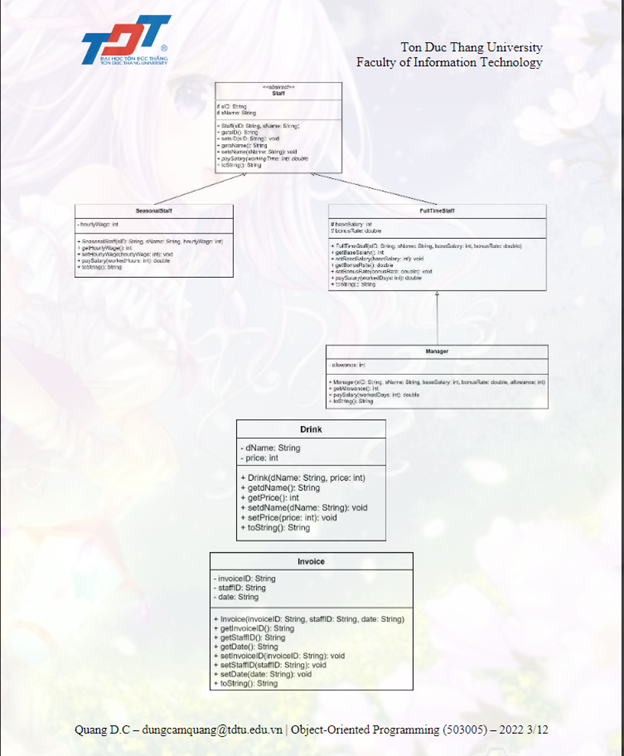 TDT
ĐẠI HỌC TÔN ĐỨC THẮNG
TON DUC THANG UNIVERSITY
Ton Duc Thang University
Faculty of Information Technology
<<abstract>>
Staff
# sID: String
# sName: String
+ Staff(sID: String, sName: String)
+ getsID(): String
+ setsID(sID: String): void
+ getsName(): String
+ setsName(sName: String): void
+ paySalary(workingTime: int): double
+ toString(): String
SeasonalStaff
- hourlyWage: int
+ SeasonalStaff(sID: String, sName: String, hourlyWage: int)
+ getHourlyWage(): int
+ setHourlyWage(hourlyWage: int): void
+ paySalary(workedHours: int): double
+ toString(): String
FullTimeStaff
# baseSalary: int
# bonusRate: double
+ FullTimeStaff(sID: String, sName: String, baseSalary: int, bonusRate: double)
+ getBaseSalary(): int
+ setBaseSalary(baseSalary: int): void
+ getBonusRate(): double
+ setBonusRate(bonusRate: double): void
+ paySalary(workedDays: int): double
+ toString(): String
Manager
- allowance: int
+ Manager(sID: String, sName: String, baseSalary: int, bonusRate: double, allowance: int)
+ getAllowance(): int
+ paySalary(workedDays: int): double
+ toString(): String
Drink
- dName: String
- price: int
+ Drink(dName: String, price: int)
+ getdName(): String
+ getPrice(): int
+ setdName(dName: String): void
+ setPrice(price: int): void
+ toString(): String
Invoice
- invoiceID: String
- staffID: String
- date: String
+ Invoice(invoiceID: String, staffID: String, date: String)
+ getInvoiceID(): String
+ getStaffID(): String
+ getDate(): String
+ setInvoiceID(invoiceID: String): void
+ setStaffID(staffID: String): void
+ setDate(date: String): void
+ toString(): String
Quang D.C – dungcamquang@tdtu.edu.vn | Object-Oriented Programming (503005) – 2022 3/12